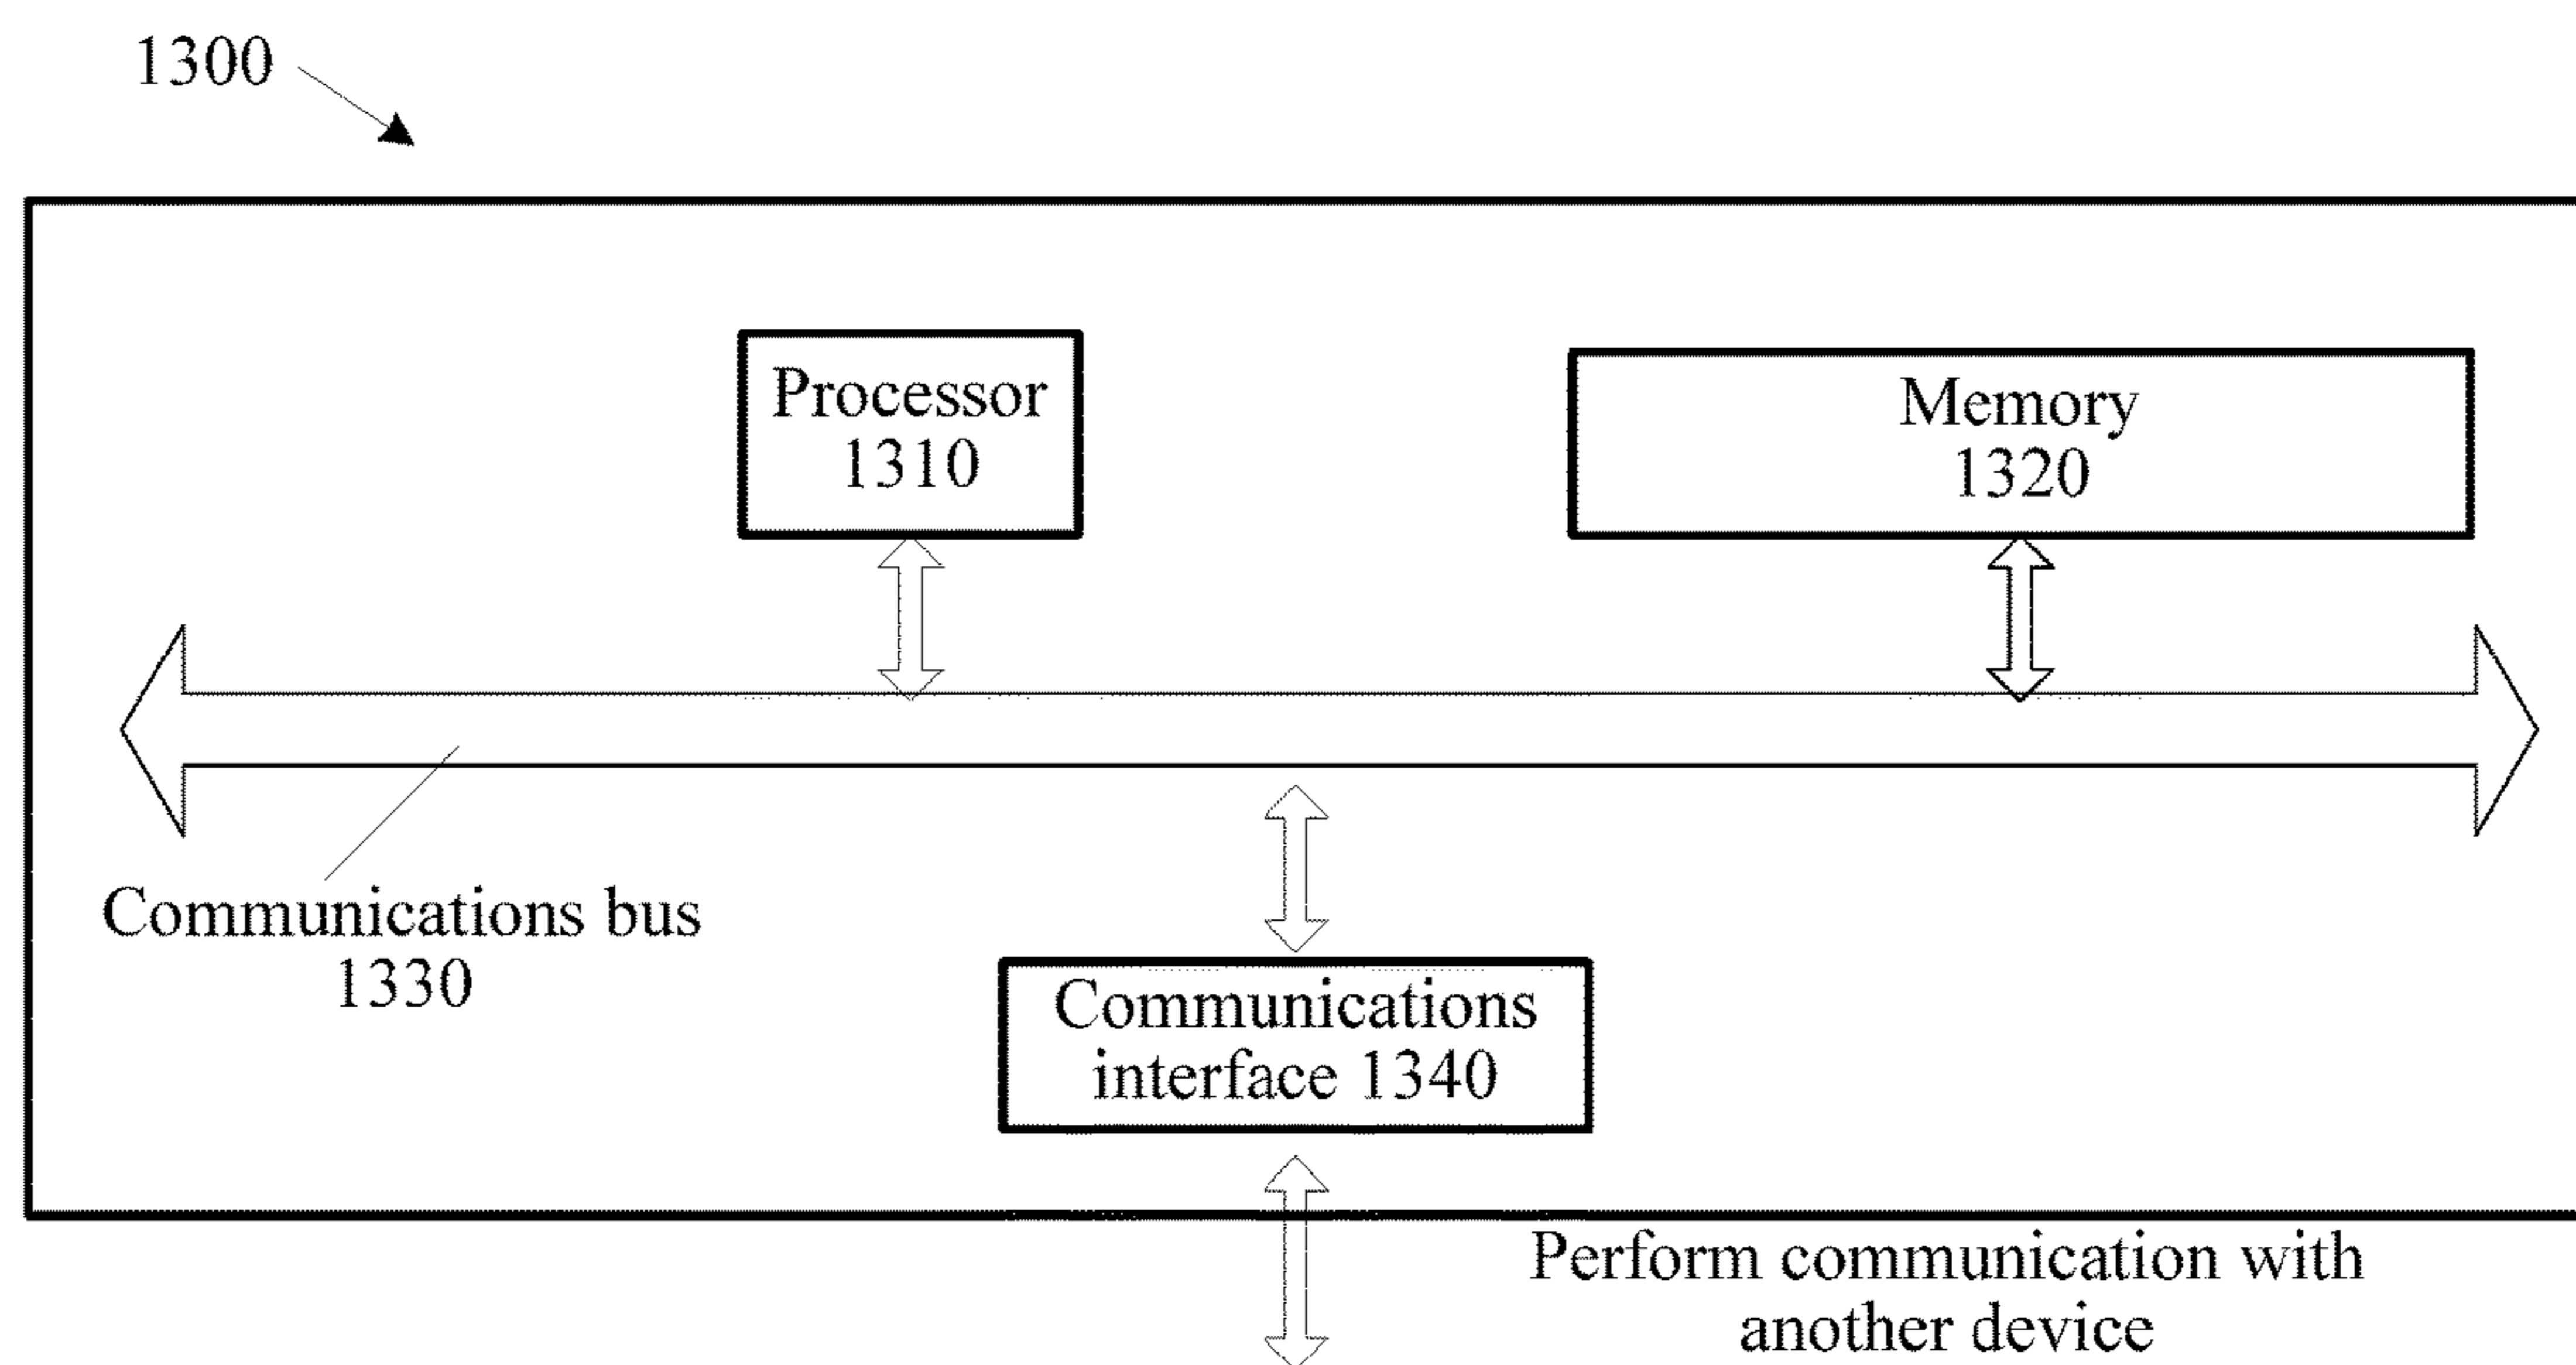 1300
Processor
1310
Memory
1320
Communications bus
1330
Communications
interface 1340
Perform communication with
another device